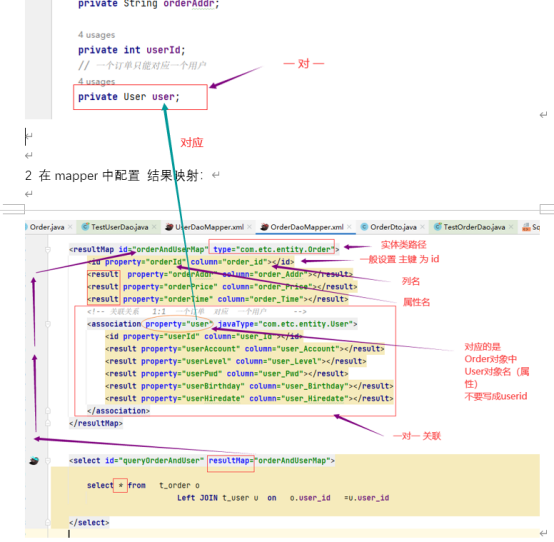 private String orderAddr;
4 usages
private int userId;
// 一个订单只能对应一个用户
4 usages
private User user;
一 对 一
对应
2 在 mapper 中配置 结果映射：
Order.java × TestUserDao.java × UserDaoMapper.xml × OrderDaoMapper.xml × OrderDto.java × TestOrderDao.java × So
<resultMap id="orderAndUserMap" type="com.etc.entity.Order">
<id property="orderId" column="order_id"></id>
<result property="orderAddr" column="order_Addr"></result>
<result property="orderPrice" column="order_Price"></result>
<result property="orderTime" column="order_Time"></result>
<!-- 关联关系 1:1 一个订单 对应 一个用户 -->
<association property="user" javaType="com.etc.entity.User">
<id property="userId" column="user_Id"></id>
<result property="userAccount" column="user_Account"></result>
<result property="userLevel" column="user_Level"></result>
<result property="userPwd" column="user_Pwd"></result>
<result property="userBirthday" column="user_Birthday"></result>
<result property="userHiredate" column="user_Hiredate"></result>
</association>
</resultMap>
实体类路径
一般设置 主键 为 id
列名
属性名
对应的是
Order对象中
User对象名（属
性）
不要写成userid
一对一 关联
<select id="queryOrderAndUser" resultMap="orderAndUserMap">
select * from t_order o
Left JOIN t_user u on o.user_id =u.user_id
</select>